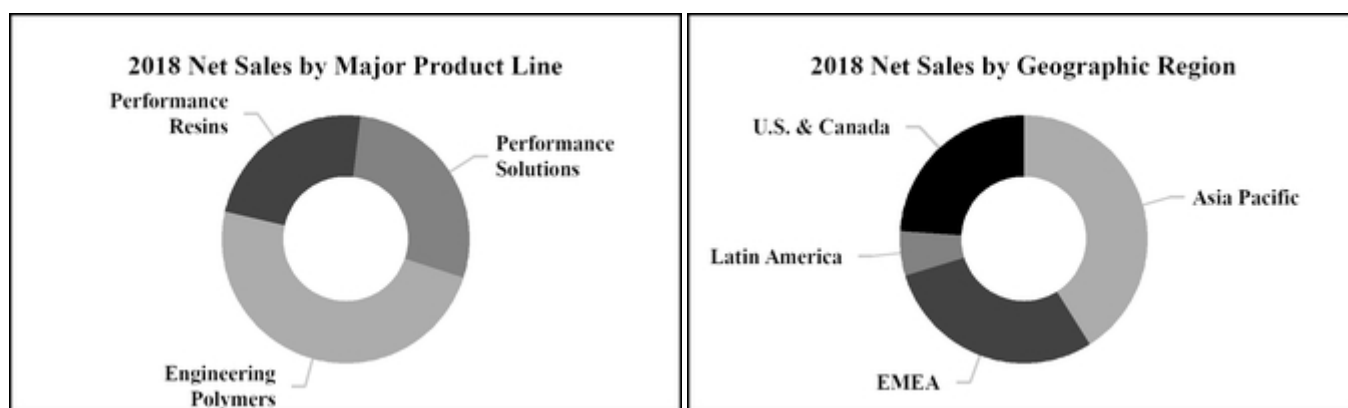 2018 Net Sales by Major Product Line
Performance
Resins
Performance
Solutions
Engineering
Polymers
2018 Net Sales by Geographic Region
U.S. & Canada
Asia Pacific
Latin America
EMEA